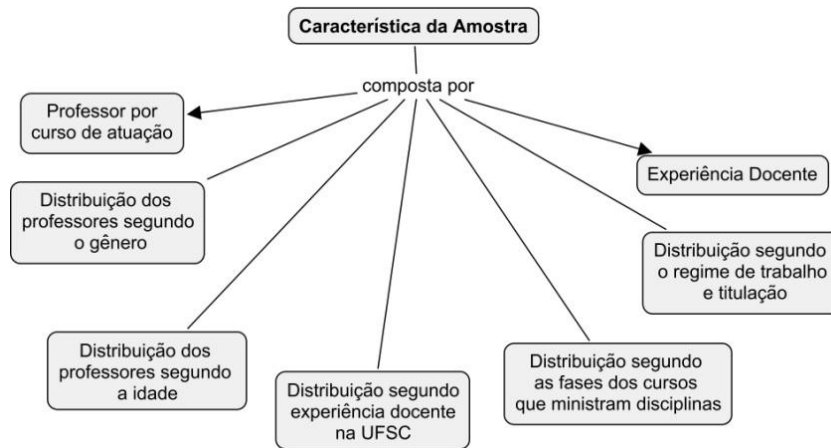 Característica da Amostra
composta por
Professor por
curso de atuação
Distribuição dos
professores segundo
o gênero
Distribuição dos
professores segundo
a idade
Distribuição segundo
experiência docente
na UFSC
Distribuição segundo
as fases dos cursos
que ministram disciplinas
Distribuição segundo
o regime de trabalho
e titulação
Experiência Docente